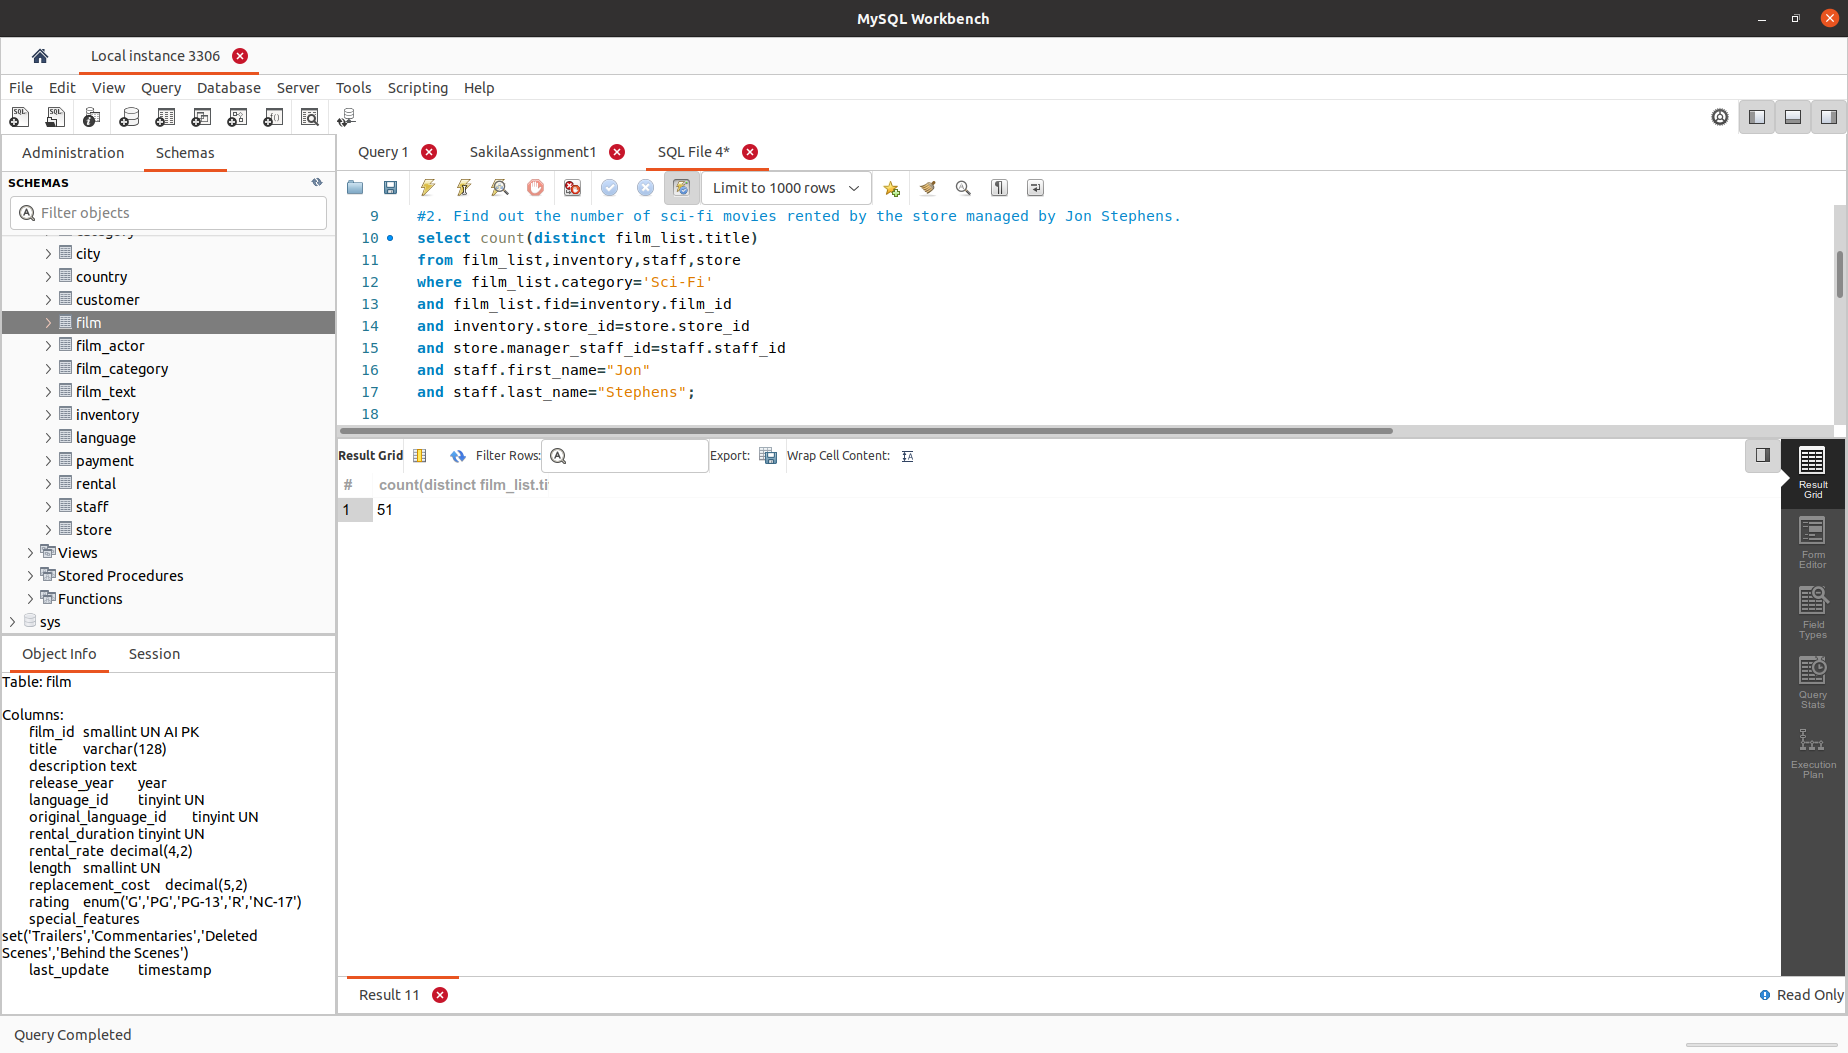 MySQL Workbench
Local instance 3306
File Edit View Query Database Server Tools Scripting Help
Administration Schemas
SCHEMAS
Filter objects
category
city
country
customer
film
film_actor
film_category
film_text
inventory
language
payment
rental
staff
store
Views
Stored Procedures
Functions
sys
Object Info Session
Table: film
Columns:
film_id smallint UN AI PK
title varchar(128)
description text
release_year year
language_id tinyint UN
original_language_id tinyint UN
rental_duration tinyint UN
rental_rate decimal(4,2)
length smallint UN
replacement_cost decimal(5,2)
rating enum('G','PG','PG-13','R','NC-17')
special_features
set('Trailers','Commentaries','Deleted
Scenes','Behind the Scenes')
last_update timestamp
Query 1 SakilaAssignment1 SQL File 4*
Limit to 1000 rows
9 #2. Find out the number of sci-fi movies rented by the store managed by Jon Stephens.
10 select count(distinct film_list.title)
11 from film_list,inventory,staff,store
12 where film_list.category='Sci-Fi'
13 and film_list.fid=inventory.film_id
14 and inventory.store_id=store.store_id
15 and store.manager_staff_id=staff.staff_id
16 and staff.first_name="Jon"
17 and staff.last_name="Stephens";
18
Result Grid Filter Rows: Export: Wrap Cell Content:
# count(distinct film_list.ti
1 51
Result
Grid
Form
Editor
Field
Types
Query
Stats
Execution
Plan
Result 11 Read Only
Query Completed